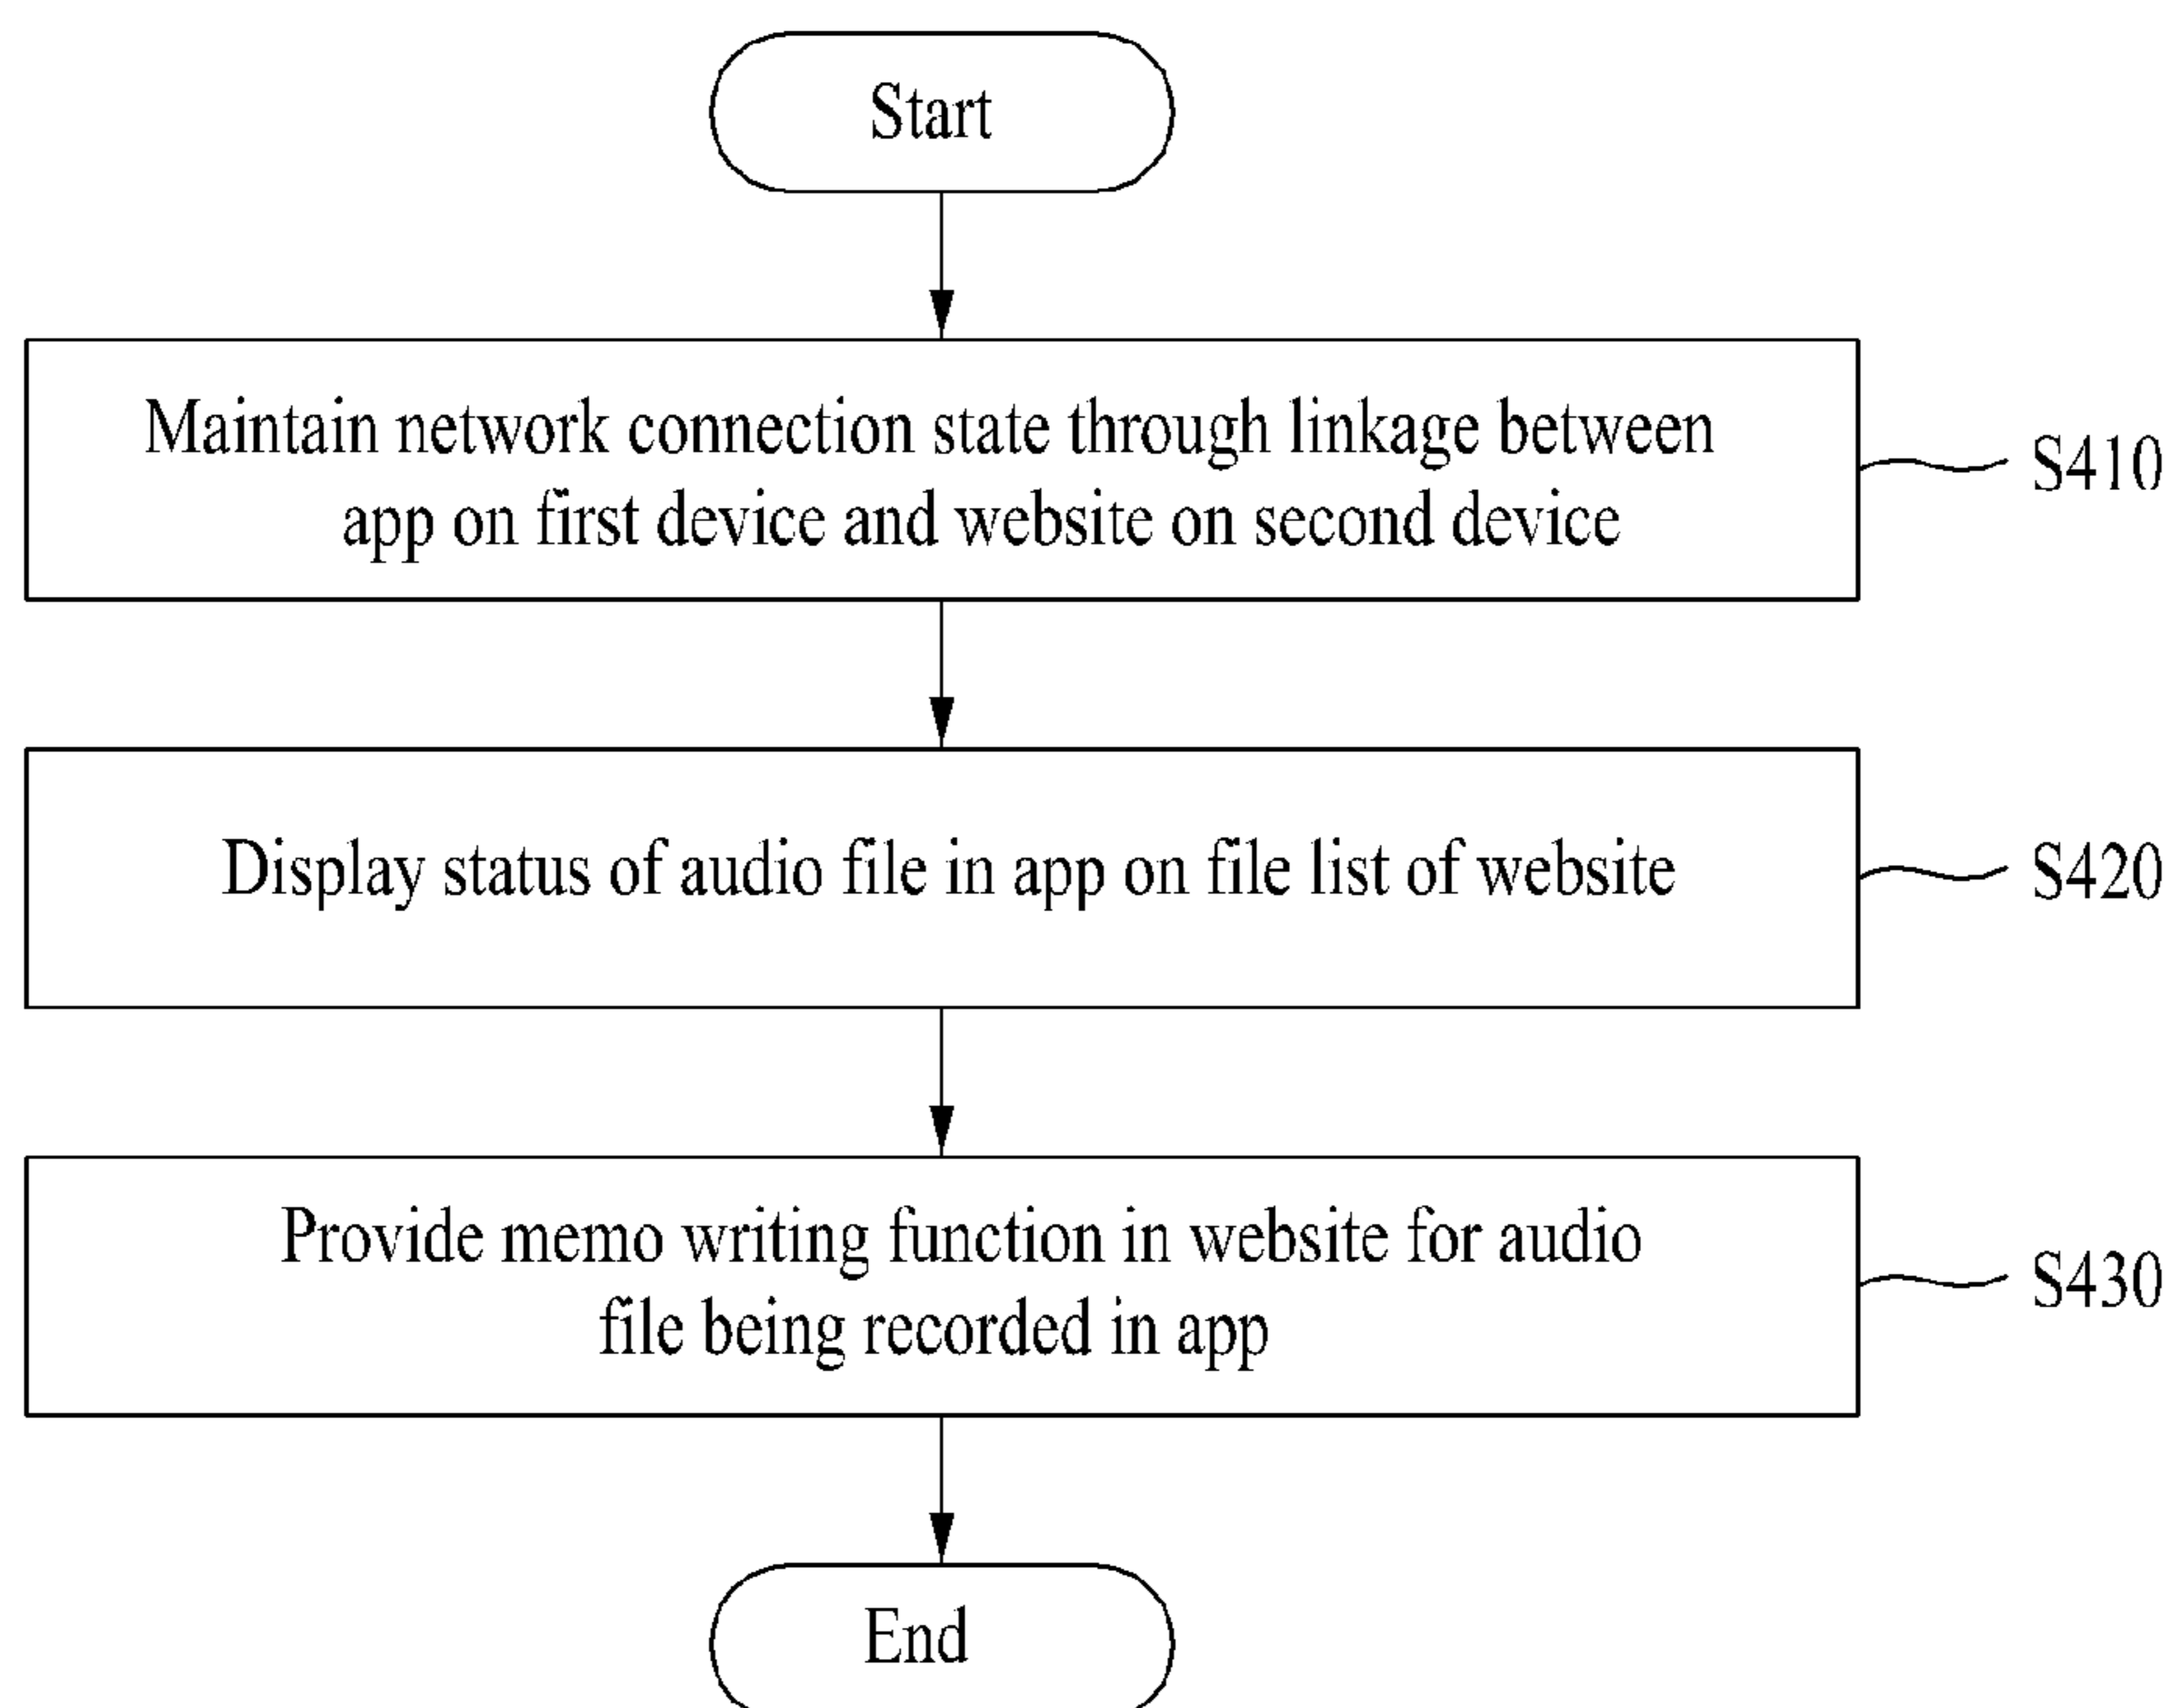 Start
Maintain network connection state through linkage between
app on first device and website on second device
S410
Display status of audio file in app on file list of website
S420
Provide memo writing function in website for audio
file being recorded in app
S430
End